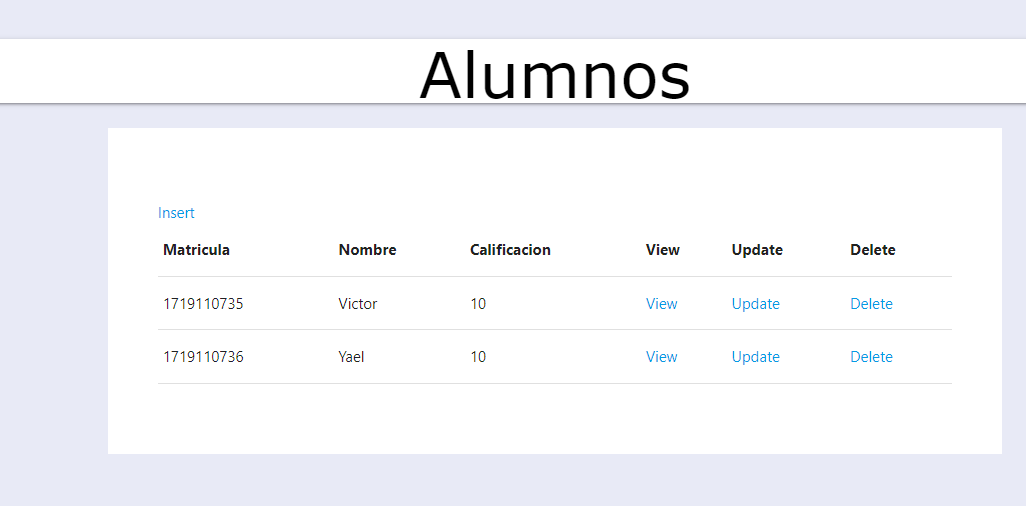 Alumnos
Insert
Matricula Nombre Calificacion View Update Delete
1719110735 Victor 10 View Update Delete
1719110736 Yael 10 View Update Delete